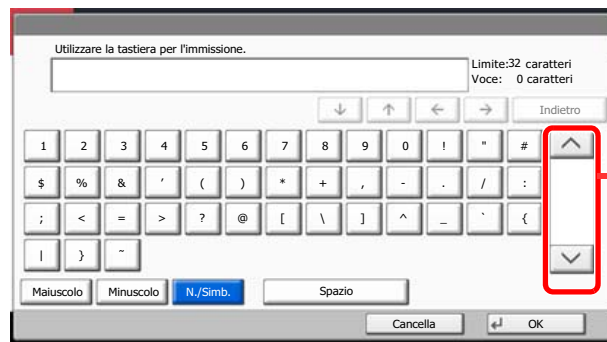 Utilizzare la tastiera per l'immissione.
Limite:32 caratteri
Voce: 0 caratteri
↓ ↑ ← → Indietro
1 2 3 4 5 6 7 8 9 0 ! " #
$ % & ' ( ) * + , - . / :
; < = > ? @ [ \ ] ^ _ ` {
| } ~
Maiuscolo Minuscolo N./Simb. Spazio
Cancella OK